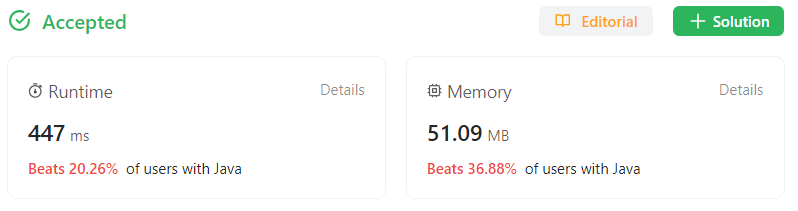 Accepted
Editorial
Solution
Runtime
Details
447 ms
Beats 20.26% of users with Java
Memory
Details
51.09 MB
Beats 36.88% of users with Java